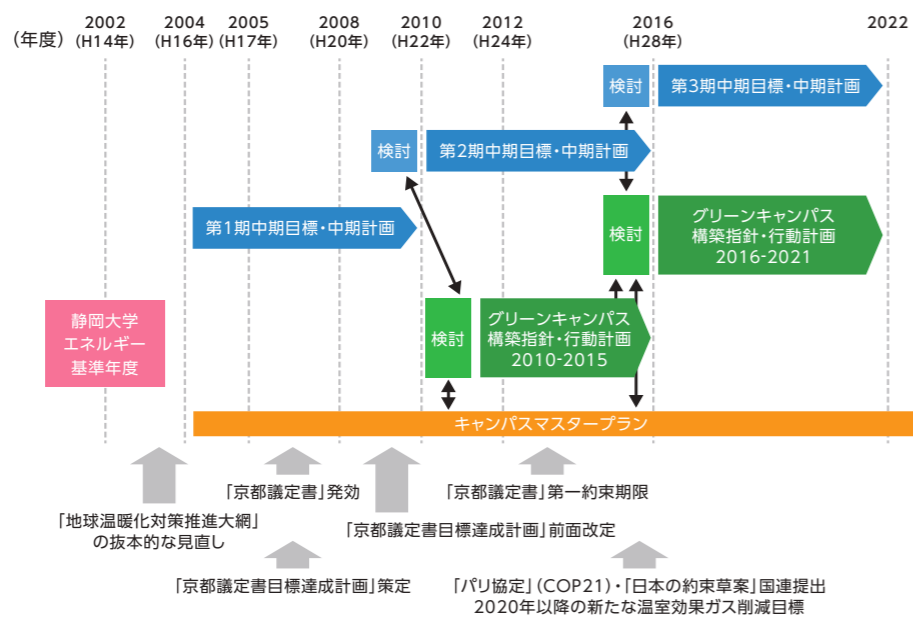 (年度)
2002
(H14年)
2004
(H16年)
2005
(H17年)
2008
(H20年)
2010
(H22年)
2012
(H24年)
2016
(H28年)
2022
検討
第3期中期目標・中期計画
検討
第2期中期目標・中期計画
第1期中期目標・中期計画
検討
グリーンキャンパス
構築指針・行動計画
2016-2021
静岡大学
エネルギー
基準年度
検討
グリーンキャンパス
構築指針・行動計画
2010-2015
キャンパスマスタープラン
「京都議定書」発効
「京都議定書」第一約束期限
「地球温暖化対策推進大網」
の抜本的な見直し
「京都議定書目標達成計画」前面改定
「京都議定書目標達成計画」策定
「パリ協定」(COP21)・「日本の約束草案」国連提出
2020年以降の新たな温室効果ガス削減目標